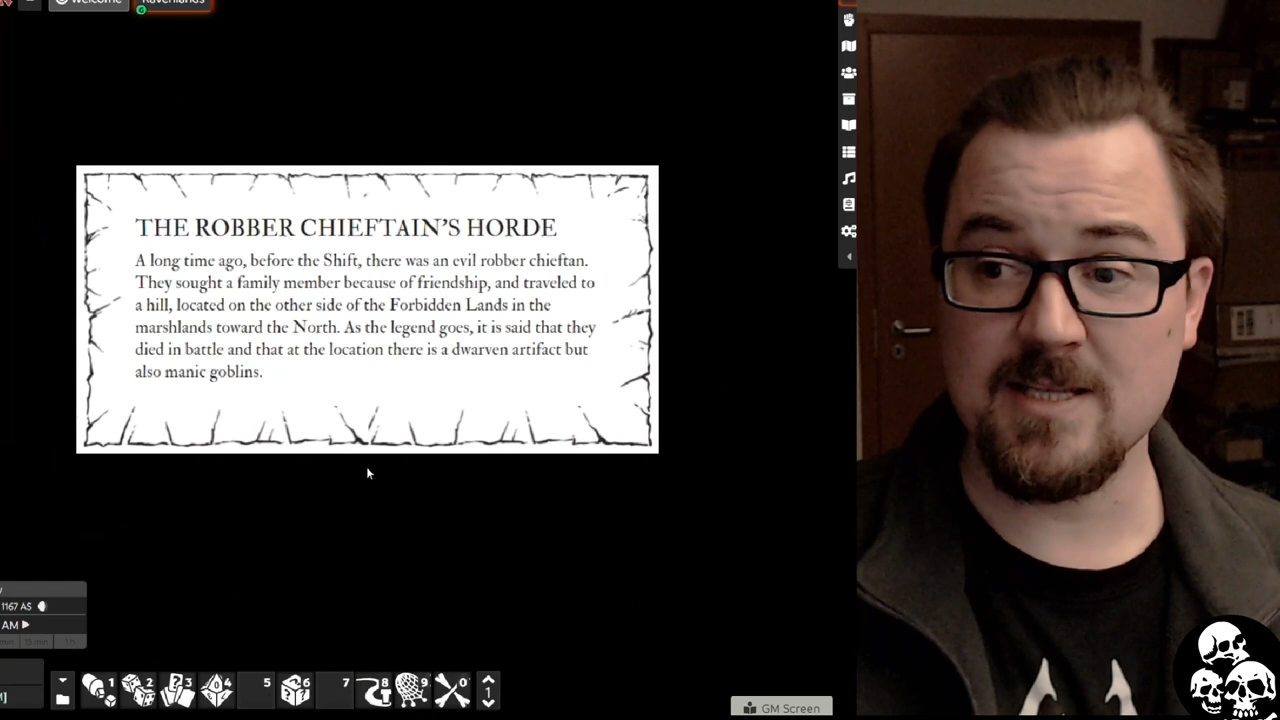 Welcome
Ravenlands
THE ROBBER CHIEFTAIN'S HORDE
A long time ago, before the Shift, there was an evil robber chieftan.
They sought a family member because of friendship, and traveled to
a hill, located on the other side of the Forbidden Lands in the
marshlands toward the North. As the legend goes, it is said that they
died in battle and that at the location there is a dwarven artifact but
also manic goblins.
1167 AS
AM
15 min 1 h
1 2 3 4 5 6 7 8 9 0 1
GM Screen